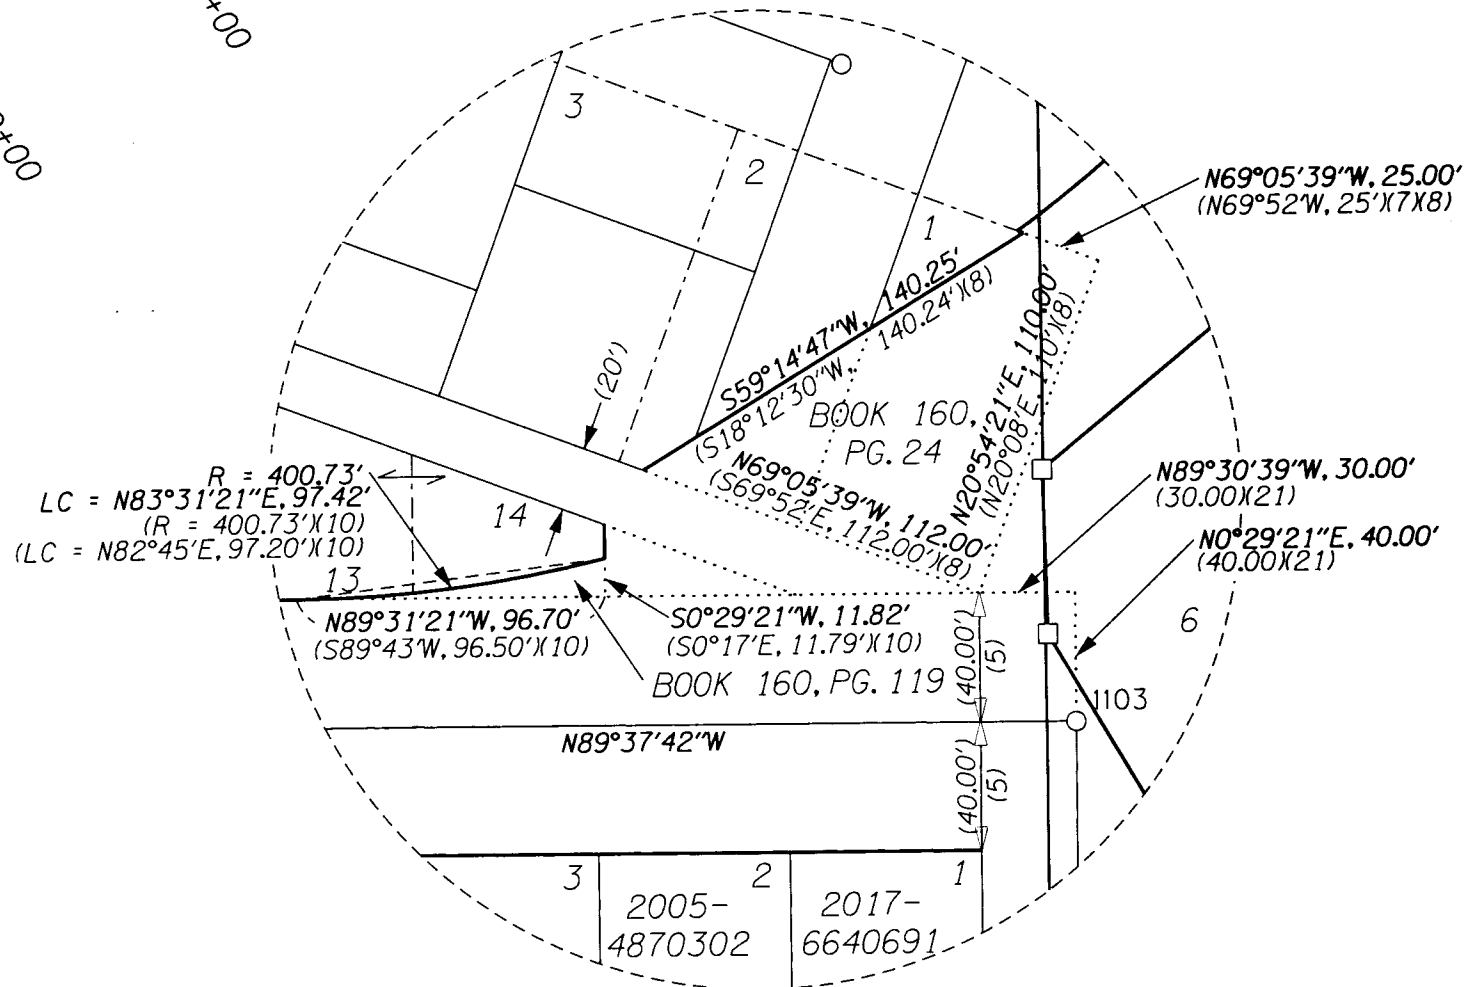 +00
+00
3
2
1
N69°05'39"W, 25.00'
(N69°52'W, 25')(7)(8)
(20')
S59°14'47"W, 140.25'
(S18°12'30"W, 140.24')(8)
BOOK 160,
PG. 24
N20°54'21"E, 110.00'
(N20°08'E, 110')(8)
N69°05'39"W, 112.00'
(S69°52'E, 112.00')(8)
R = 400.73'
LC = N83°31'21"E, 97.42'
(R = 400.73')(10)
(LC = N82°45'E, 97.20')(10)
14
13
N89°30'39"W, 30.00'
(30.00)(21)
N0°29'21"E, 40.00'
(40.00)(21)
N89°31'21"W, 96.70'
(S89°43'W, 96.50')(10)
S0°29'21"W, 11.82'
(S0°17'E, 11.79')(10)
BOOK 160, PG. 119
(40.00')
(5)
6
1103
N89°37'42"W
(40.00')
(5)
3
2
1
2005-
4870302
2017-
6640691